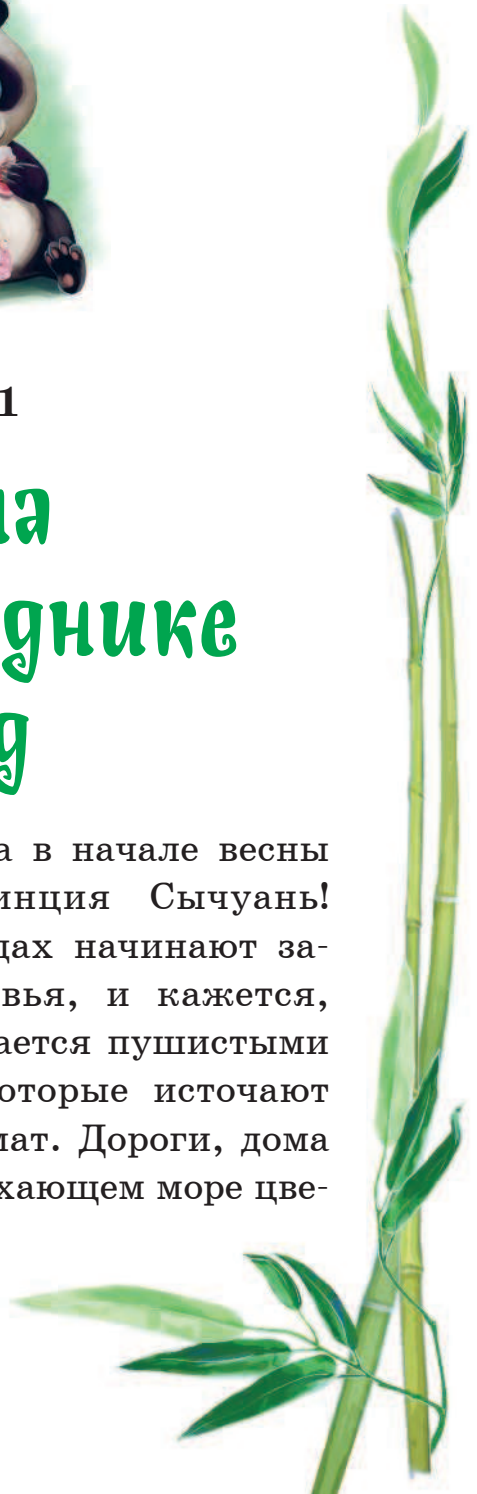 1
на
днике
д
а в начале весны
инция Сычуань!
дах начинают за-
вья, и кажется,
ается пушистыми
оторые источают
мат. Дороги, дома
хающем море цве-